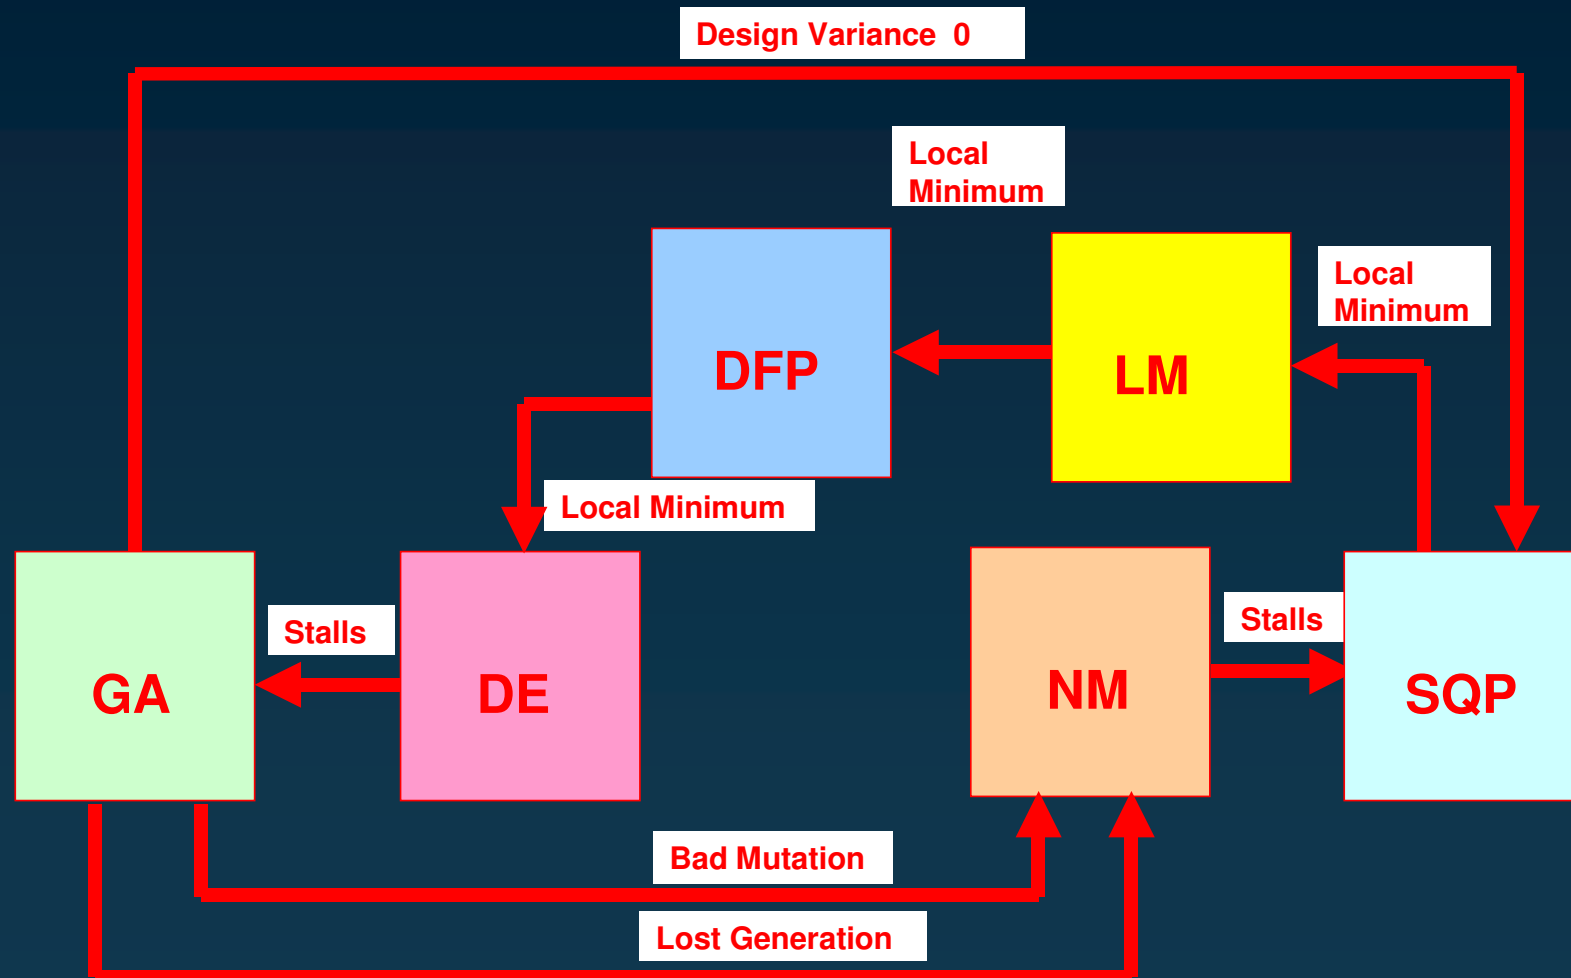 Design Variance 0
Local
Minimum
Local
Minimum
DFP
LM
Local Minimum
Stalls
Stalls
GA
DE
NM
SQP
Bad Mutation
Lost Generation